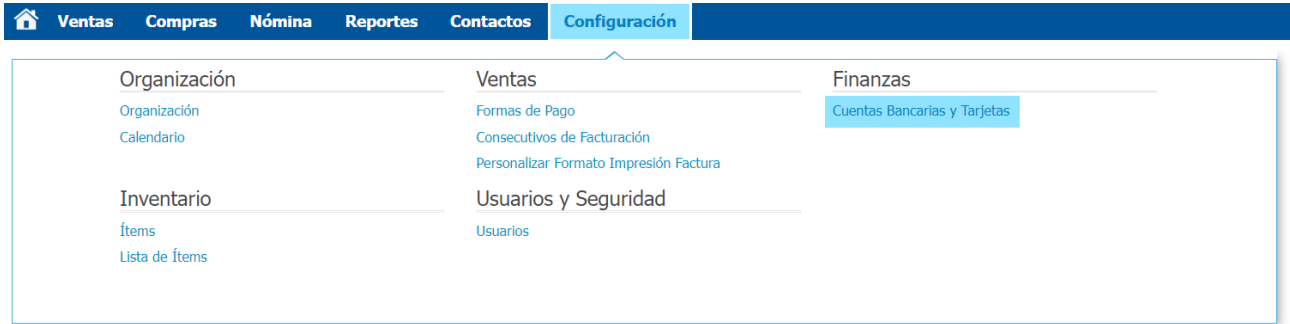 Ventas Compras Nómina Reportes Contactos Configuración
Organización
Organización
Calendario
Ventas
Formas de Pago
Consecutivos de Facturación
Personalizar Formato Impresión Factura
Finanzas
Cuentas Bancarias y Tarjetas
Inventario
Ítems
Lista de Ítems
Usuarios y Seguridad
Usuarios